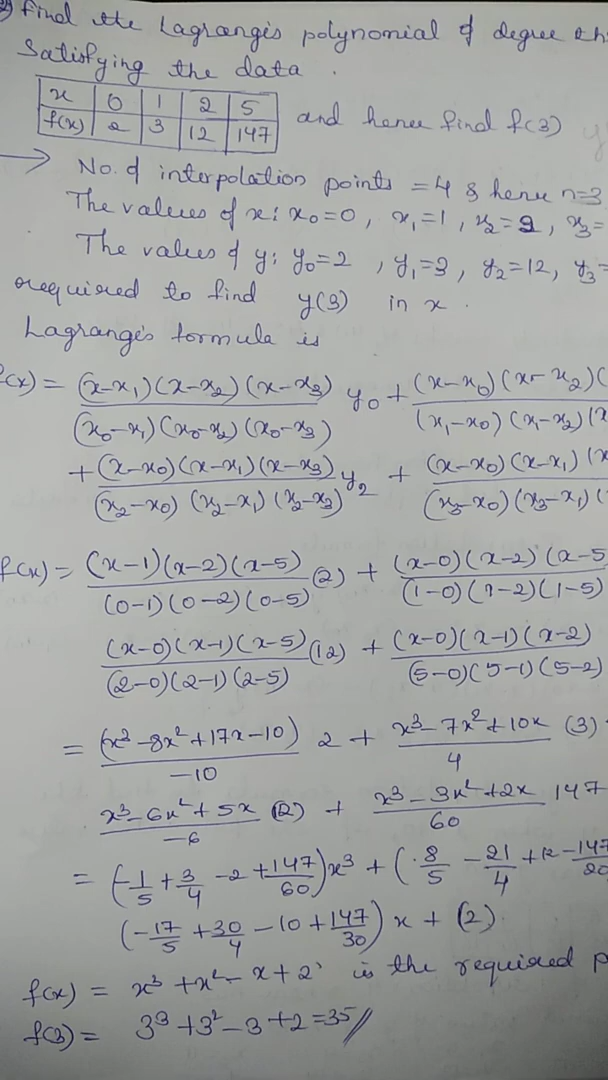 Find the Lagrange's polynomial of degree
Satisfying the data.
x 0 1 2 5
f(x) 2 3 12 147 and hence find f(3)
→ No. of interpolation points = 4 & hence n=3
The values of x: x₀=0, x₁=1, x₂=2, x₃=
The values of y: y₀=2, y₁=3, y₂=12, y₃=
required to find y(3) in x.
Lagrange's formula is
f(x) = (x-x₁)(x-x₂)(x-x₃)/(x₀-x₁)(x₀-x₂)(x₀-x₃) y₀ + (x-x₀)(x-x₂)(/(x₁-x₀)(x₁-x₂)(x
+ (x-x₀)(x-x₁)(x-x₃)/(x₂-x₀)(x₂-x₁)(x₂-x₃) y₂ + (x-x₀)(x-x₁)(x/(x₃-x₀)(x₃-x₁)(
f(x) = (x-1)(x-2)(x-5)/(0-1)(0-2)(0-5) (2) + (x-0)(x-2)(x-5/(1-0)(1-2)(1-5)
(x-0)(x-1)(x-5)/(2-0)(2-1)(2-5) (12) + (x-0)(x-1)(x-2)/(5-0)(5-1)(5-2)
= (x³-8x²+17x-10)/-10 2 + x³-7x²+10x/4 (3) +
x³-6x²+5x/-6 (12) + x³-3x²+2x/60 147
= (-1/5 + 3/4 - 2 + 147/60)x³ + (8/5 - 21/4 + 12 - 147/20
(-17/5 + 30/4 - 10 + 147/30) x + (2)
f(x) = x³+x²-x+2 is the required
f(3) = 3³+3²-3+2=35//